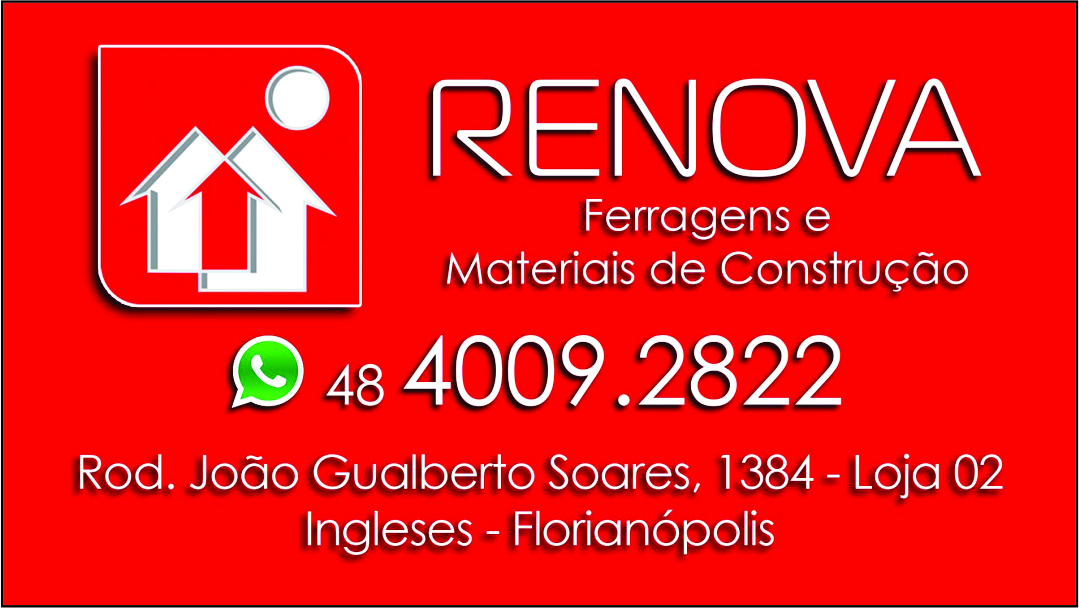 RENOVA
Ferragens e
Materiais de Construção
48 4009.2822
Rod. João Gualberto Soares, 1384 - Loja 02
Ingleses - Florianópolis